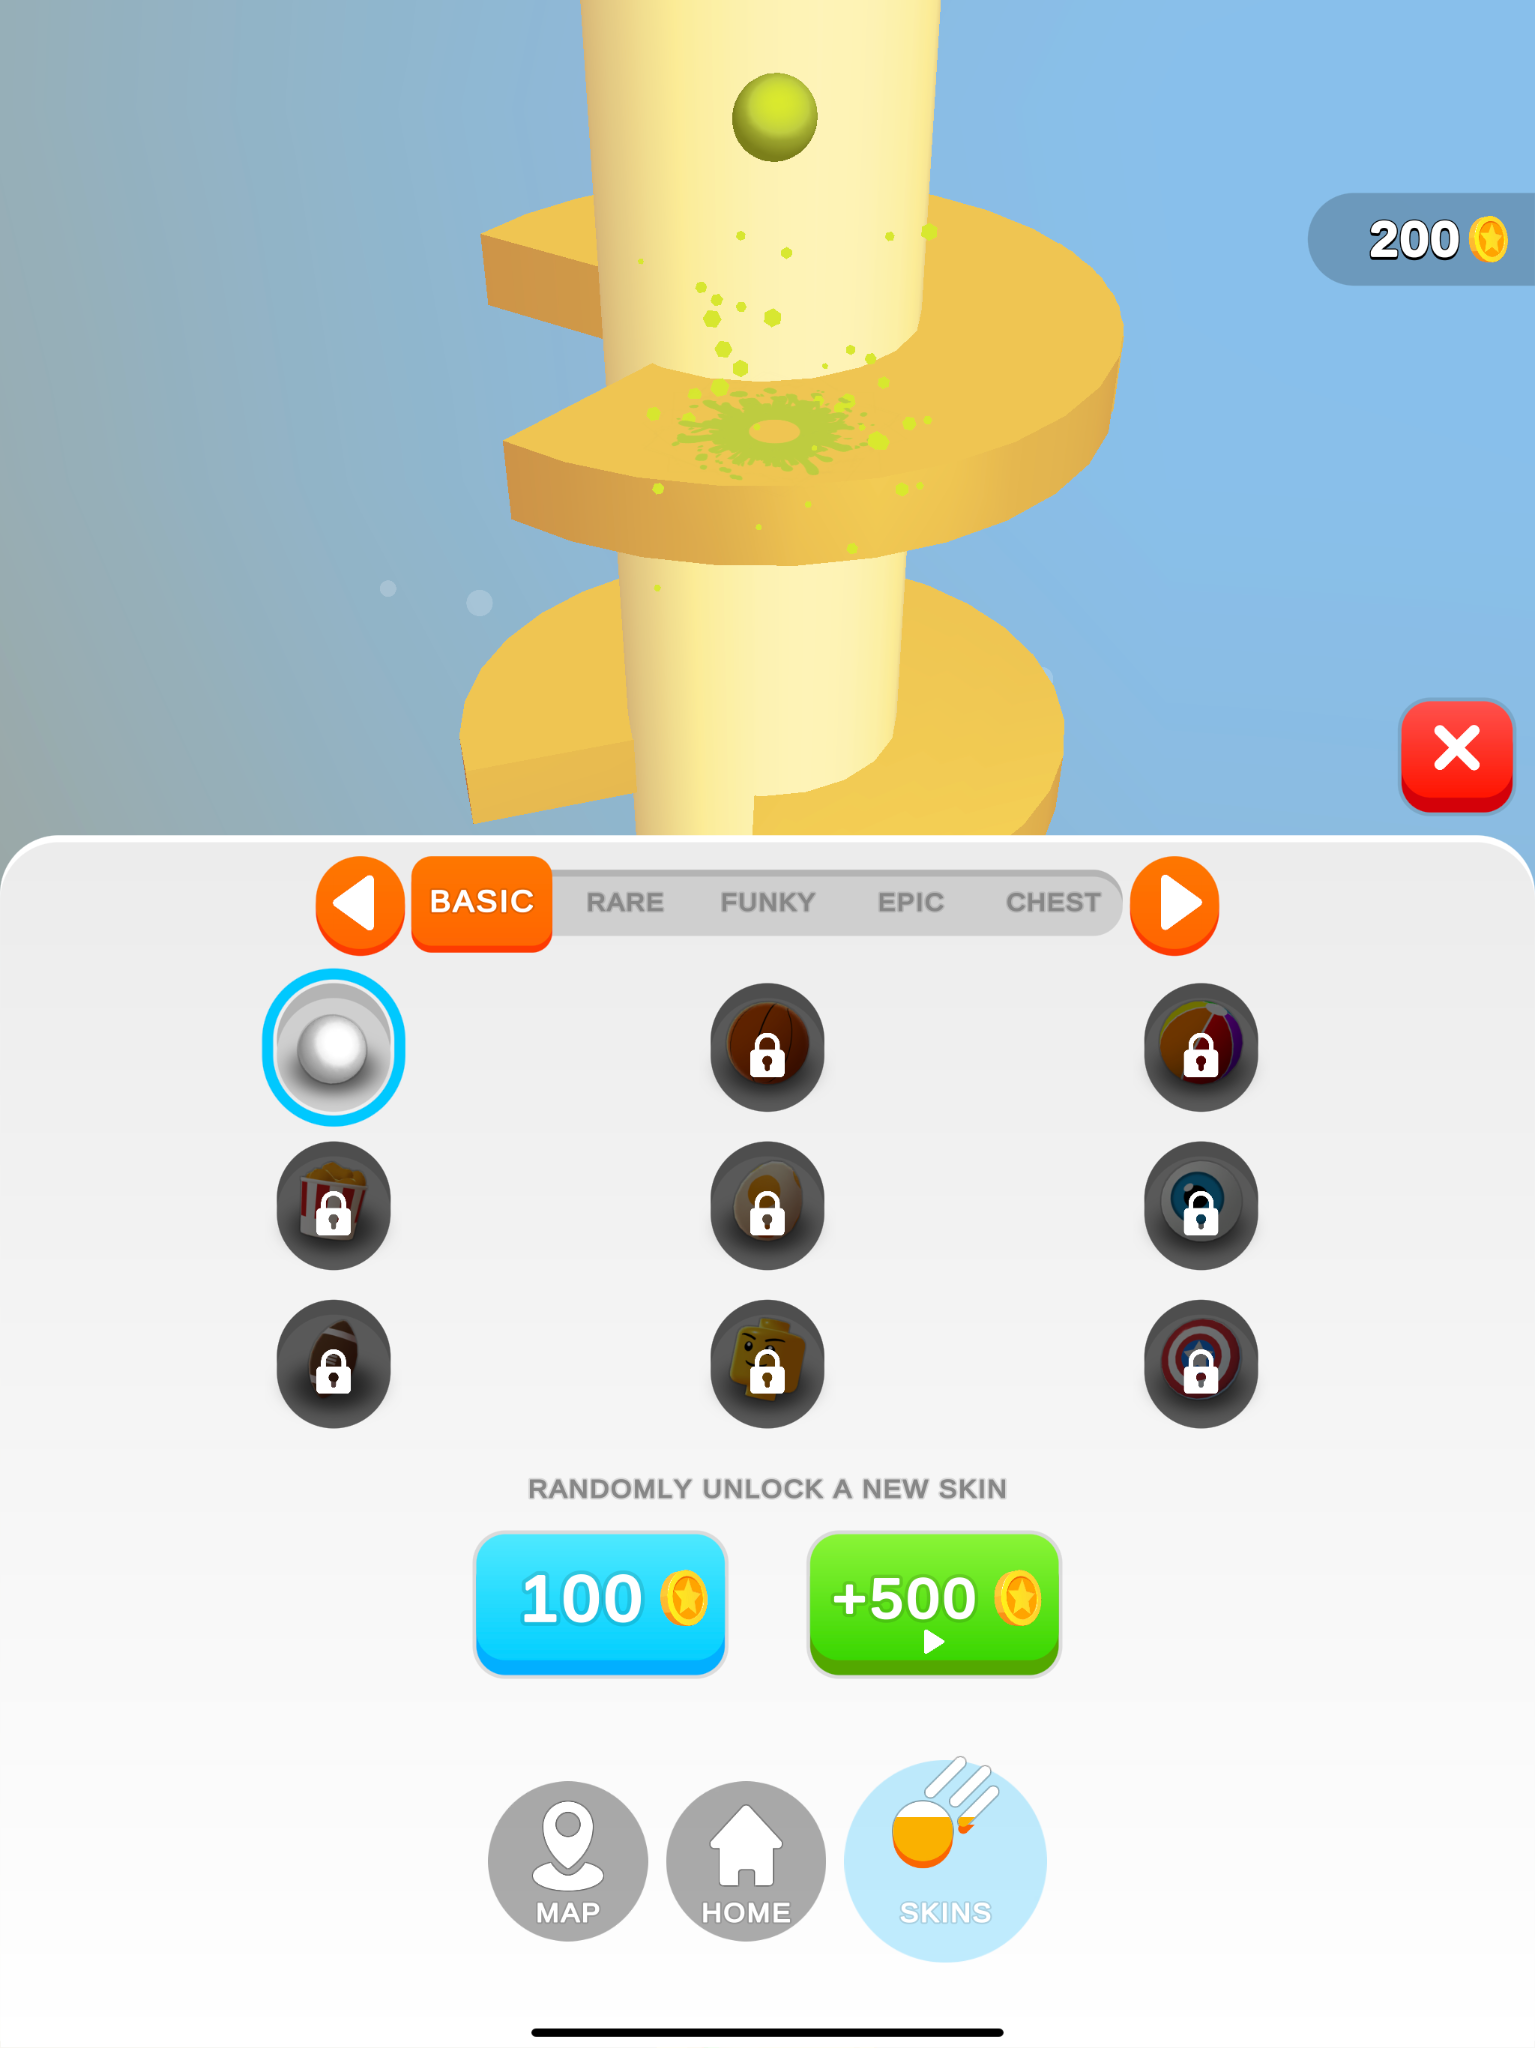 200
BASIC RARE FUNKY EPIC CHEST
RANDOMLY UNLOCK A NEW SKIN
100 +500
MAP HOME SKINS